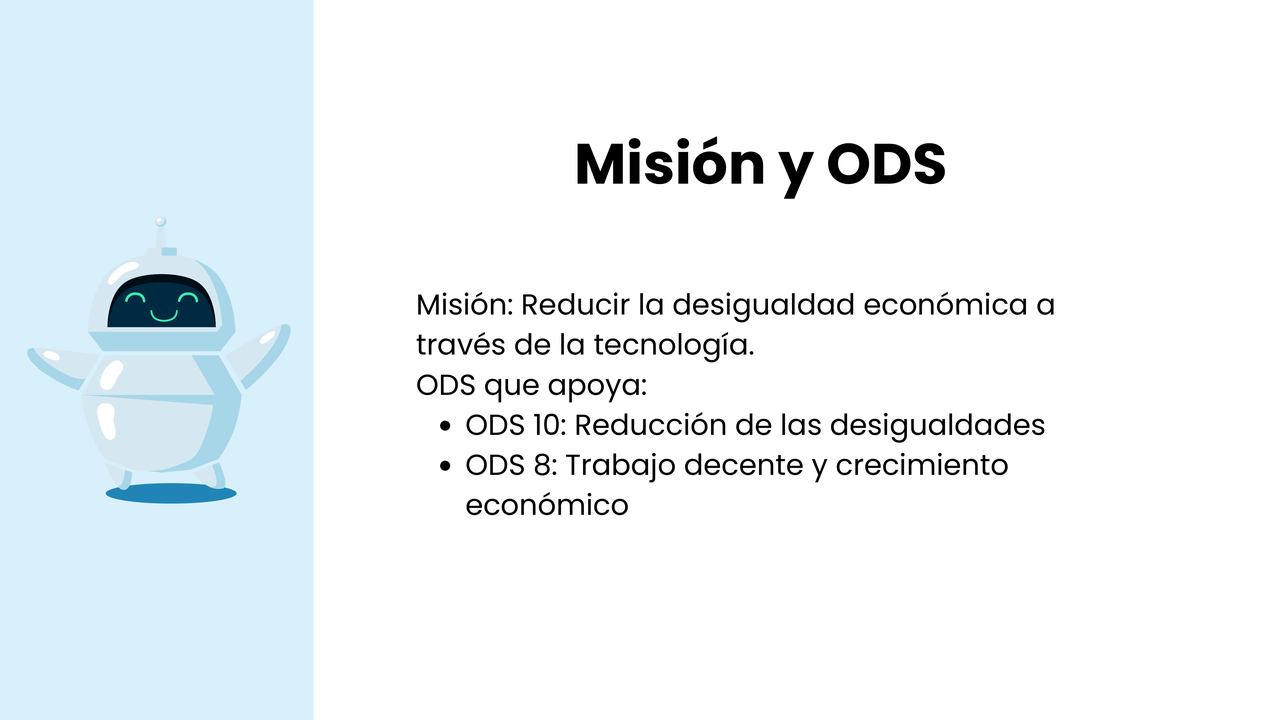 Misión y ODS
Misión: Reducir la desigualdad económica a
través de la tecnología.
ODS que apoya:
• ODS 10: Reducción de las desigualdades
• ODS 8: Trabajo decente y crecimiento
económico